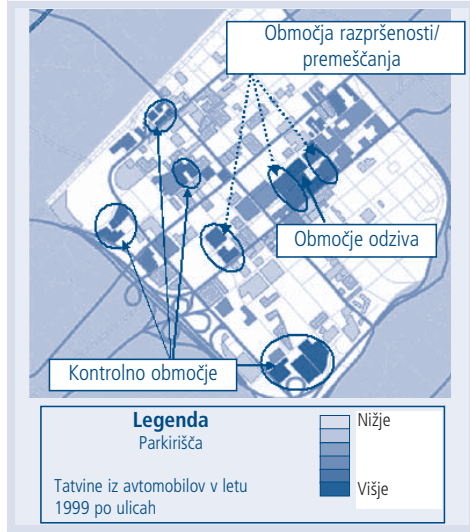 Območja razpršenosti/
premeščanja
Območje odziva
Kontrolno območje
Legenda
Parkirišča
Tatvine iz avtomobilov v letu
1999 po ulicah
Nižje
Višje